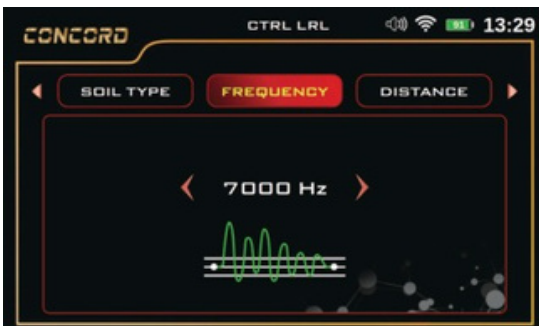 CONCORD CTRL LRL 91 13:29
SOIL TYPE FREQUENCY DISTANCE
7000 Hz